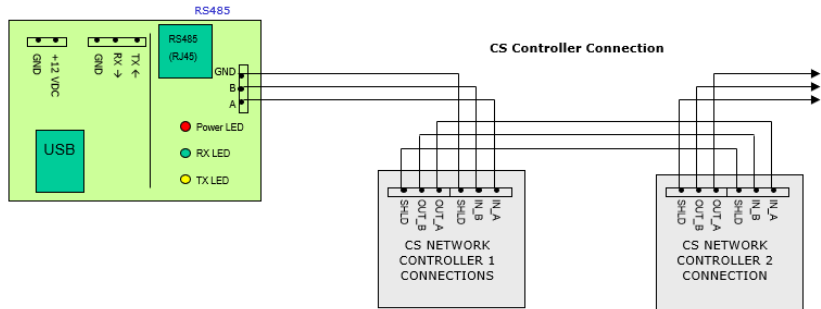 RS485
RS485
(RJ45)
CS Controller Connection
GND
+12 VDC
GND
RX →
TX ←
GND
B
A
Power LED
RX LED
TX LED
USB
SHLD
OUT_B
OUT_A
SHLD
IN_B
IN_A
CS NETWORK
CONTROLLER 1
CONNECTIONS
SHLD
OUT_B
OUT_A
SHLD
IN_B
IN_A
CS NETWORK
CONTROLLER 2
CONNECTION